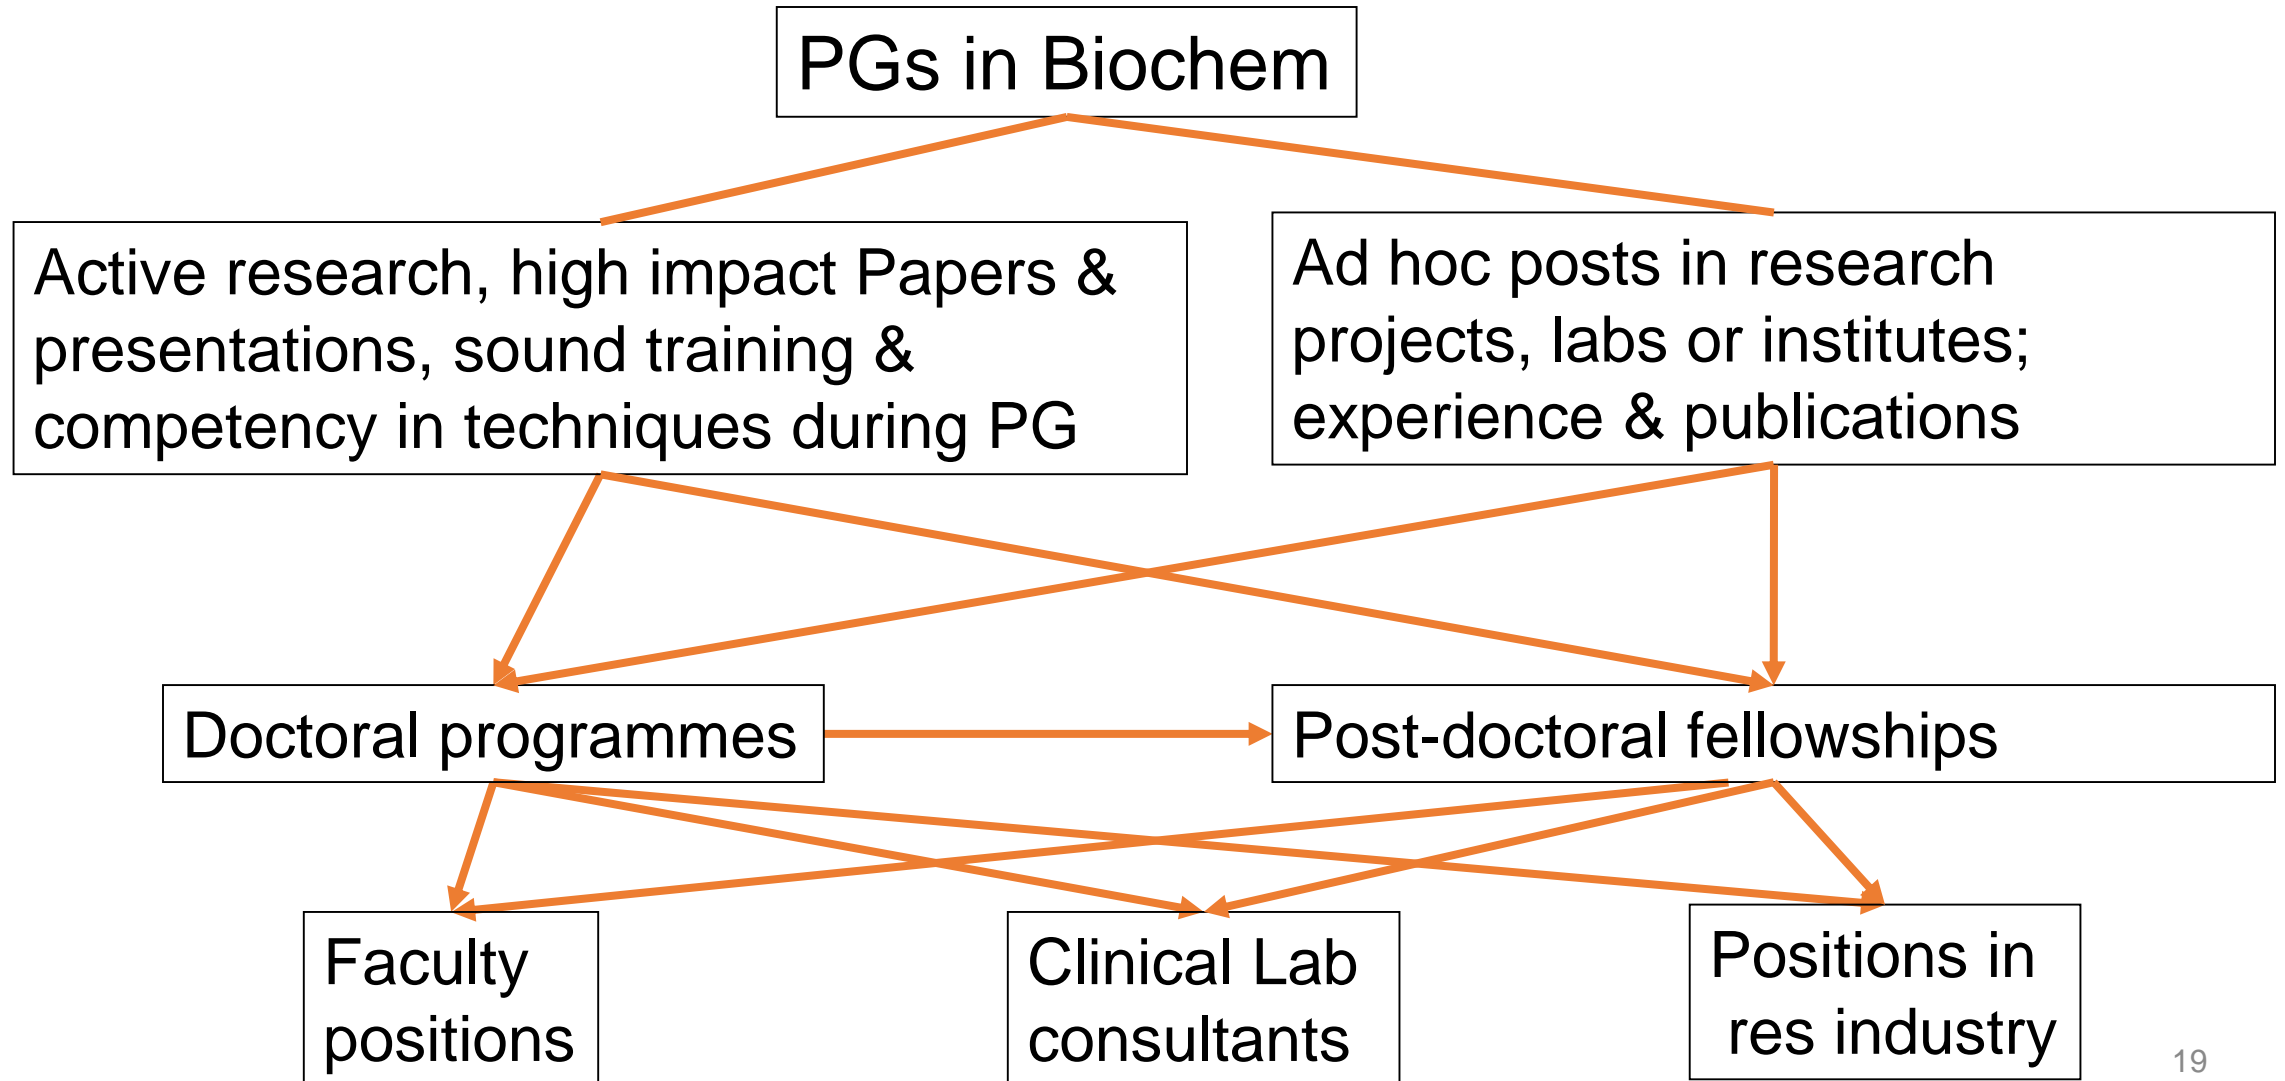 PGs in Biochem
Active research, high impact Papers &
presentations, sound training &
competency in techniques during PG
Ad hoc posts in research
projects, labs or institutes;
experience & publications
Doctoral programmes
Post-doctoral fellowships
Faculty
positions
Clinical Lab
consultants
Positions in
res industry
19